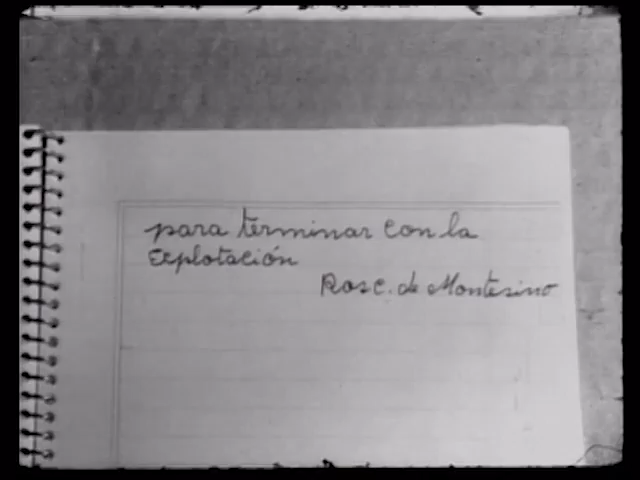 para terminar con la
explotación
Rosc. de Montesino